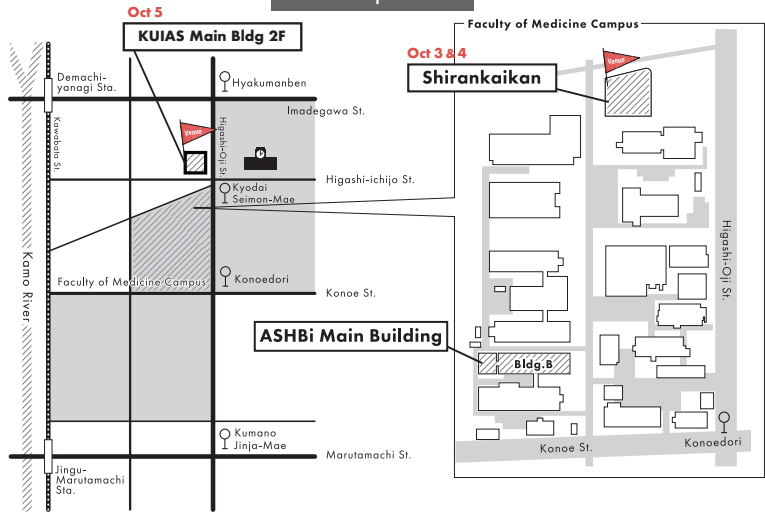 Oct 5
KUIAS Main Bldg 2F
Demachi-
yanagi Sta.
Hyakumanben
Imadegawa St.
Kawabata St.
Venue
Higashi-Oji St.
Higashi-ichijo St.
Kyodai
Seimon-Mae
Kamo River
Faculty of Medicine Campus
Konoedori
Konoe St.
Kumano
Jinja-Mae
Marutamachi St.
Jingu-
Marutamachi
Sta.
Faculty of Medicine Campus
Oct 3 & 4
Shirankaikan
Venue
Higashi-Oji St.
ASHBi Main Building
Bldg.B
Konoe St.
Konoedori